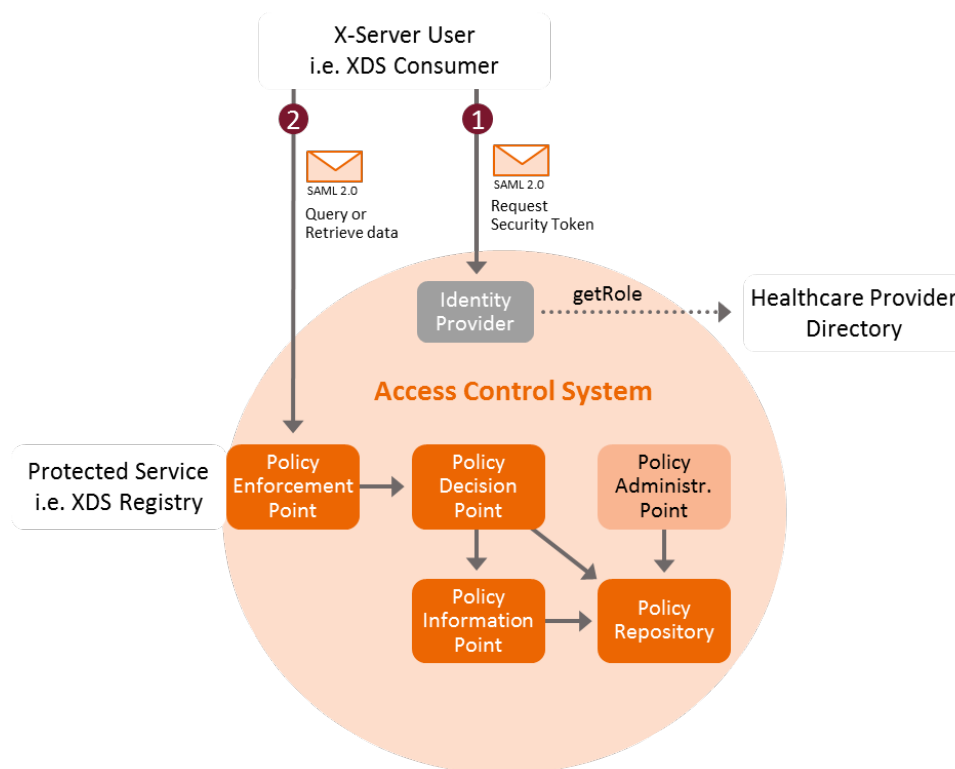 X-Server User
i.e. XDS Consumer
2
1
SAML 2.0
Query or
Retrieve data
SAML 2.0
Request
Security Token
Identity
Provider
getRole
Healthcare Provider
Directory
Access Control System
Protected Service
i.e. XDS Registry
Policy
Enforcement
Point
Policy
Decision
Point
Policy
Administr.
Point
Policy
Information
Point
Policy
Repository